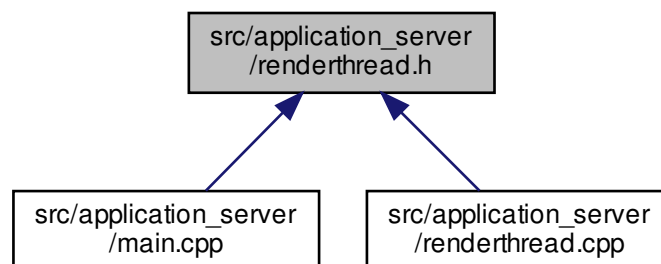 src/application_server
/renderthread.h
src/application_server
/main.cpp
src/application_server
/renderthread.cpp